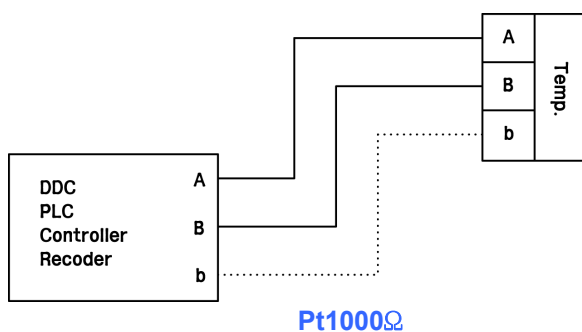 A
B
b
Temp.
DDC
PLC
Controller
Recoder
A
B
b
Pt1000Ω